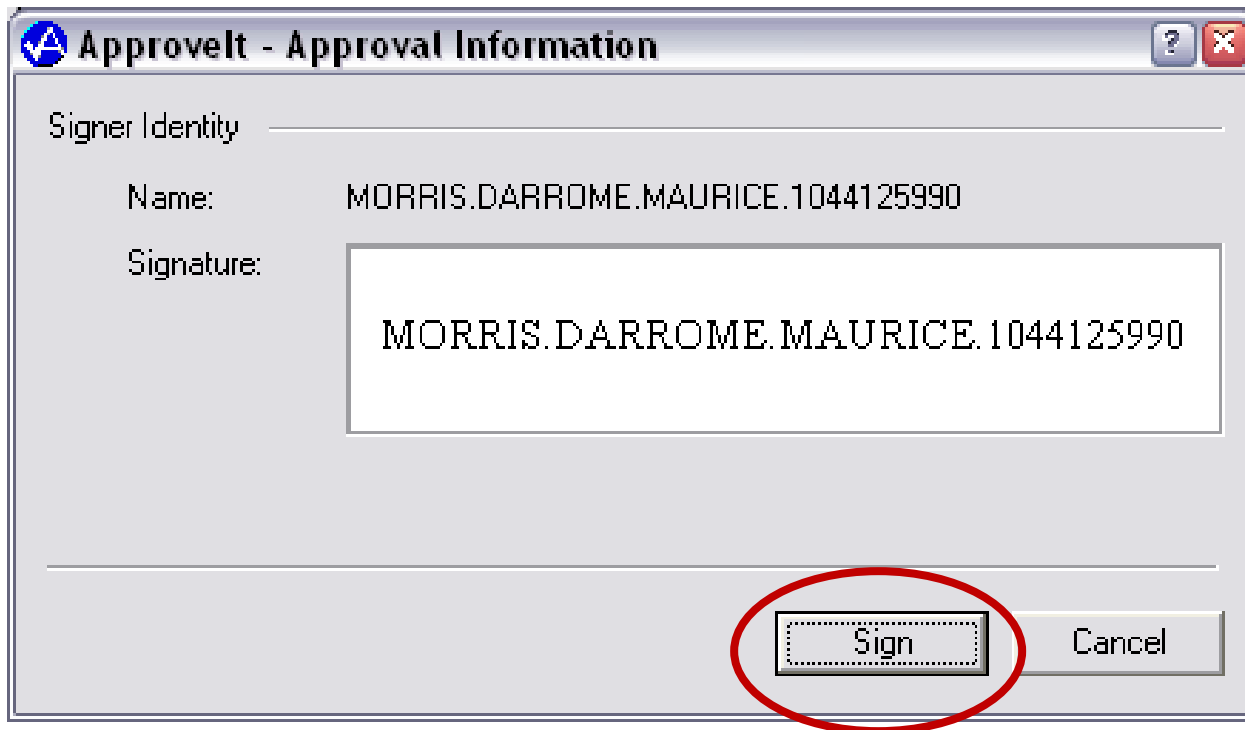 ApproveIt - Approval Information
Signer Identity
Name: MORRIS.DARROME.MAURICE.1044125990
Signature:
MORRIS.DARROME.MAURICE.1044125990
Sign Cancel